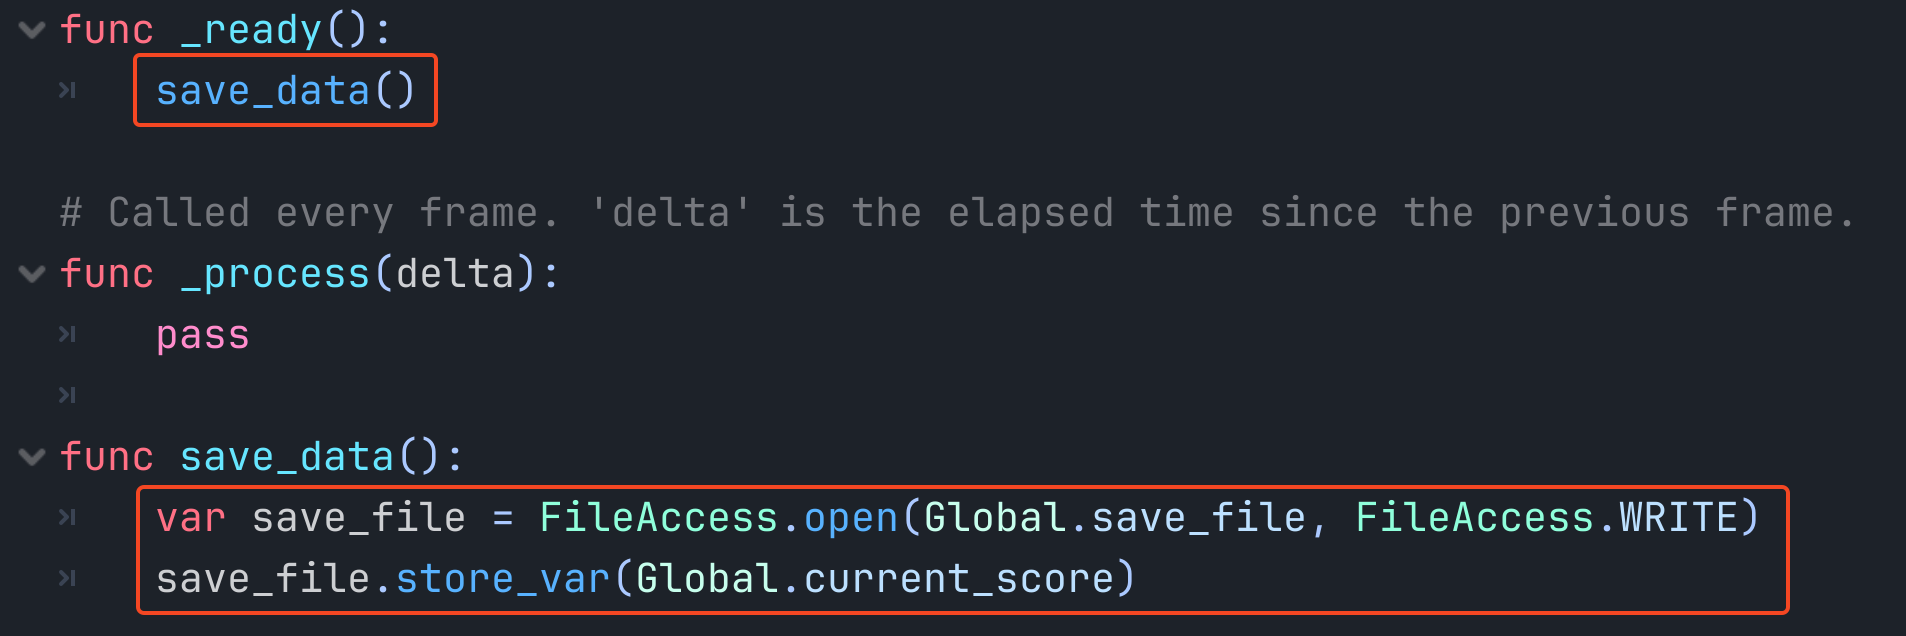 func _ready():
save_data()
# Called every frame. 'delta' is the elapsed time since the previous frame.
func _process(delta):
pass
func save_data():
var save_file = FileAccess.open(Global.save_file, FileAccess.WRITE)
save_file.store_var(Global.current_score)